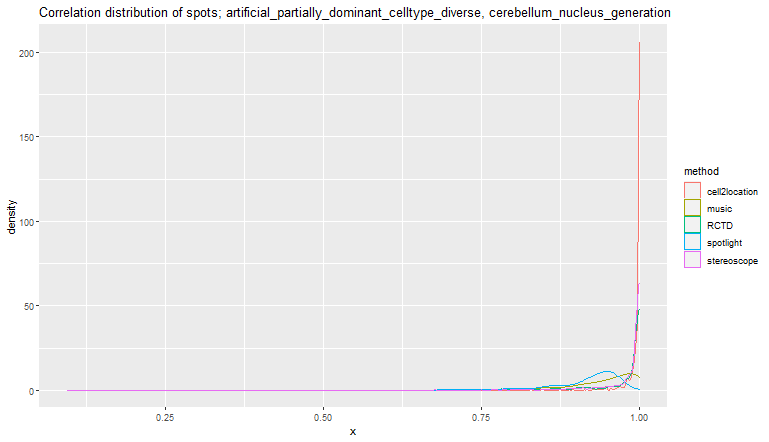 Correlation distribution of spots; artificial_partially_dominant_celltype_diverse, cerebellum_nucleus_generation
200
150
100
50
0
density
0.25 0.50 0.75 1.00
x
method
cell2location
music
RCTD
spotlight
stereoscope